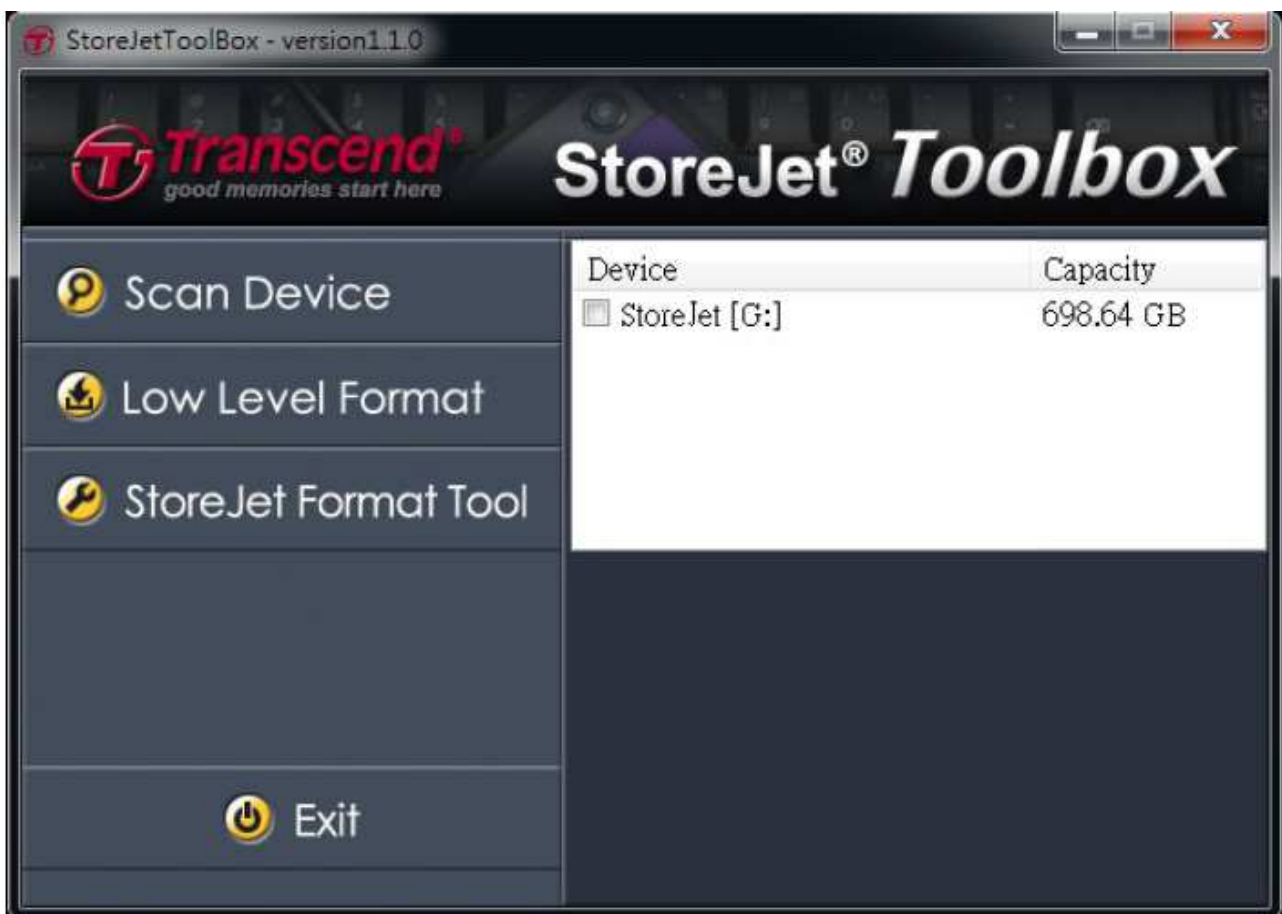 StoreJetToolBox - version1.1.0
Transcend®
good memories start here
StoreJet® Toolbox
Scan Device
Low Level Format
StoreJet Format Tool
Exit
Device Capacity
StoreJet [G:] 698.64 GB